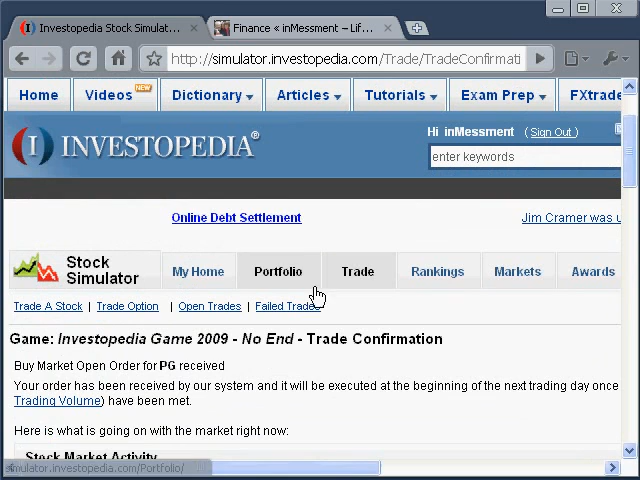 Investopedia Stock Simulat...
Finance « inMessment – Lif...
http://simulator.investopedia.com/Trade/TradeConfirmati
Home
Videos NEW
Dictionary
Articles
Tutorials
Exam Prep
FXtrade
INVESTOPEDIA®
Hi inMessment (Sign Out)
enter keywords
Online Debt Settlement
Jim Cramer was u
Stock Simulator
My Home
Portfolio
Trade
Rankings
Markets
Awards
Trade A Stock | Trade Option | Open Trades | Failed Trades
Game: Investopedia Game 2009 - No End - Trade Confirmation
Buy Market Open Order for PG received
Your order has been received by our system and it will be executed at the beginning of the next trading day once
Trading Volume) have been met.
Here is what is going on with the market right now:
Stock Market Activity
simulator.investopedia.com/Portfolio/